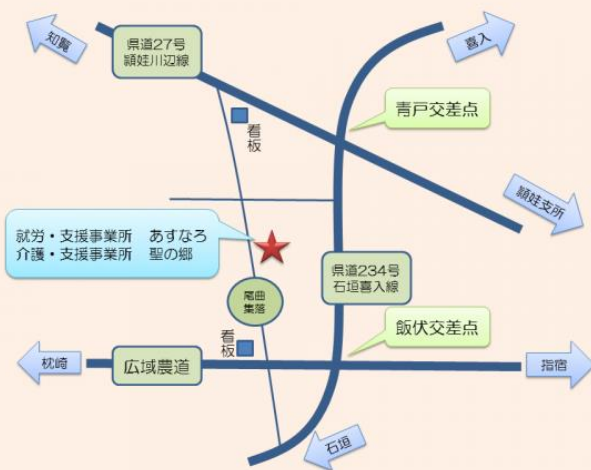 知覧
県道27号
頴娃川辺線
喜入
看板
青戸交差点
頴娃支所
就労・支援事業所　あすなろ
介護・支援事業所　聖の郷
県道234号
石垣喜入線
尾曲
集落
看板
飯伏交差点
枕崎
広域農道
指宿
石垣